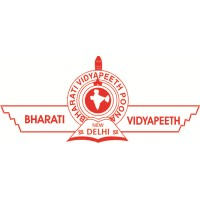 BHARATI VIDYAPEETH POONA
BHARATI VIDYAPEETH
NEW
DELHI